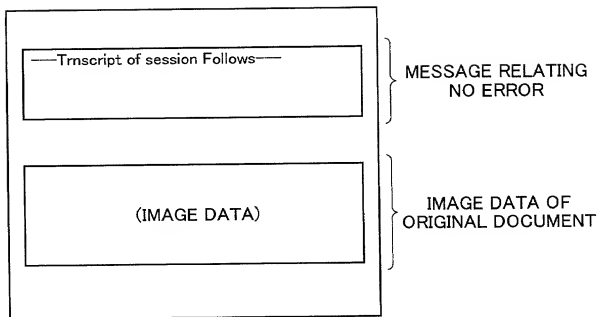 ——Trnscript of session Follows——
MESSAGE RELATING
NO ERROR
(IMAGE DATA)
IMAGE DATA OF
ORIGINAL DOCUMENT